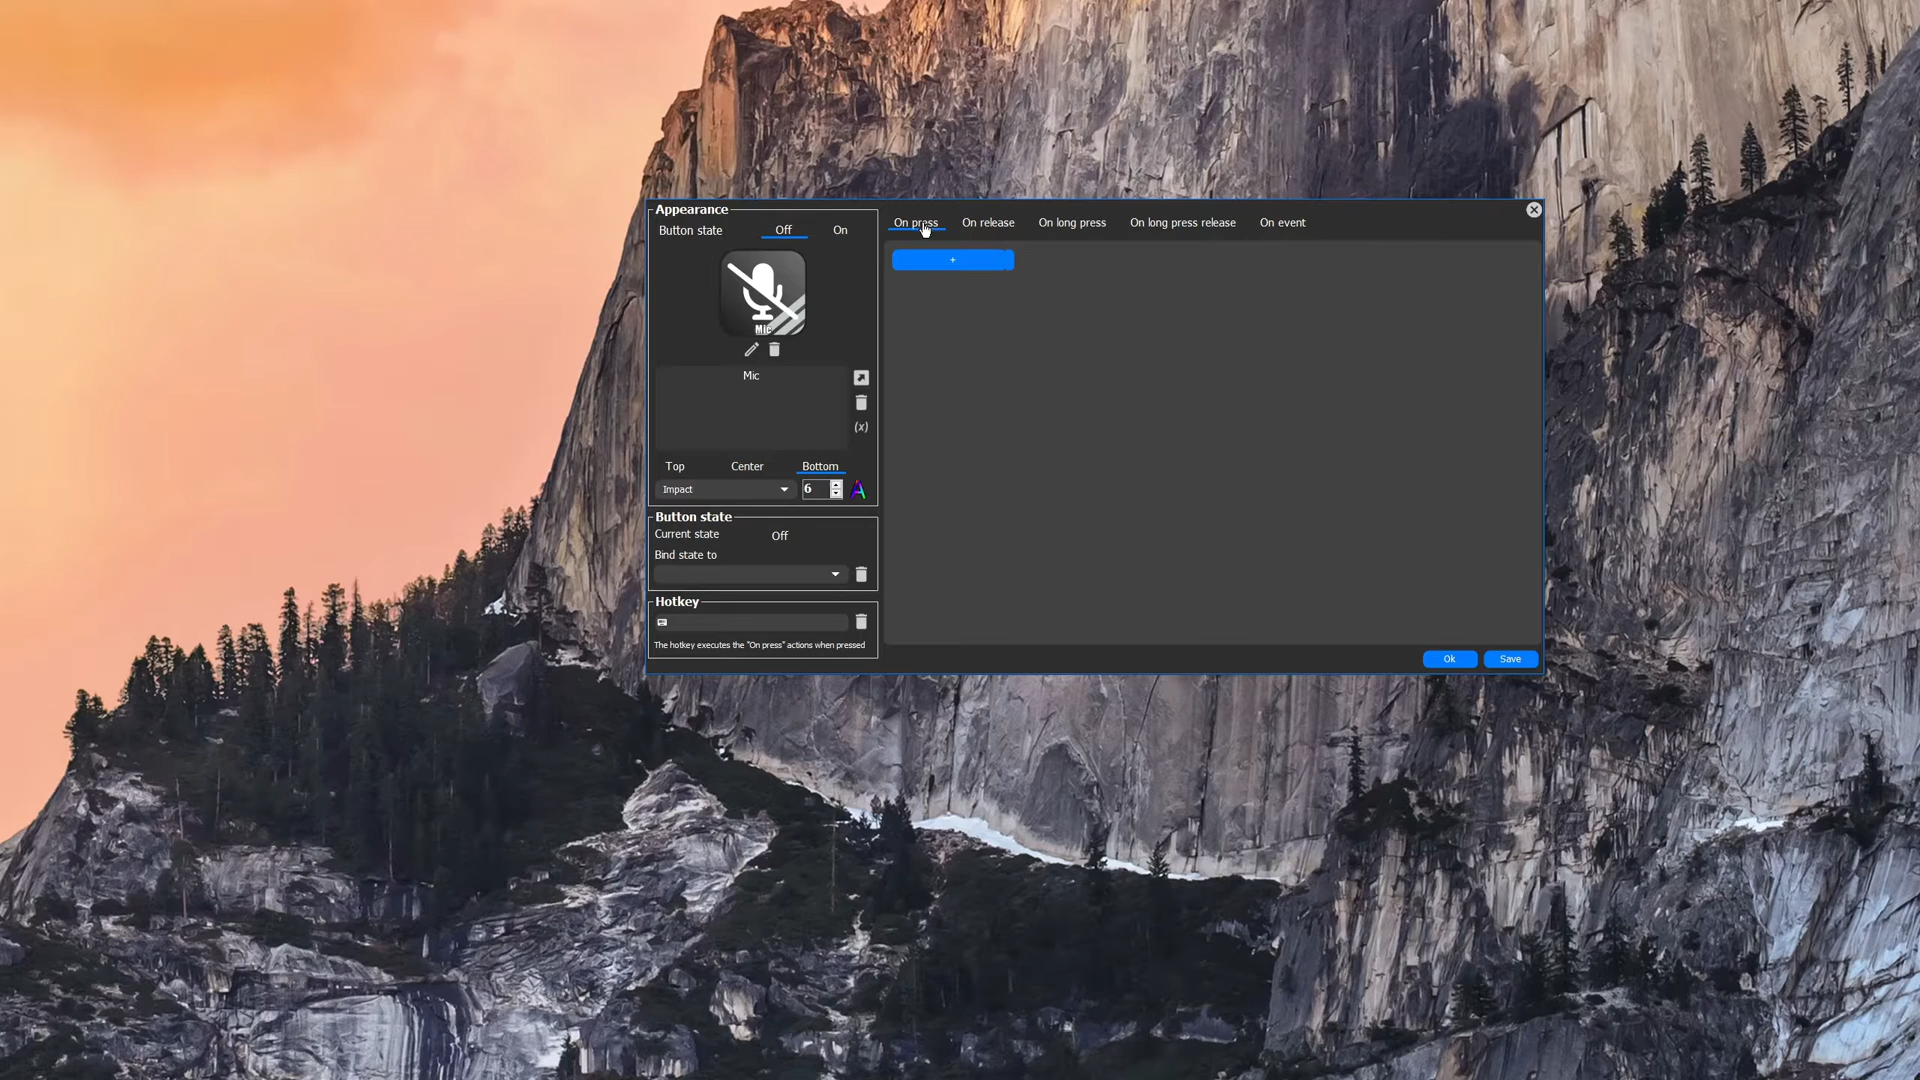 Appearance
Button state Off On
Mic
Mic
Top Center Bottom
Impact 6 A
Button state
Current state Off
Bind state to
Hotkey
The hotkey executes the "On press" actions when pressed
On press On release On long press On long press release On event
+
(x)
Ok Save